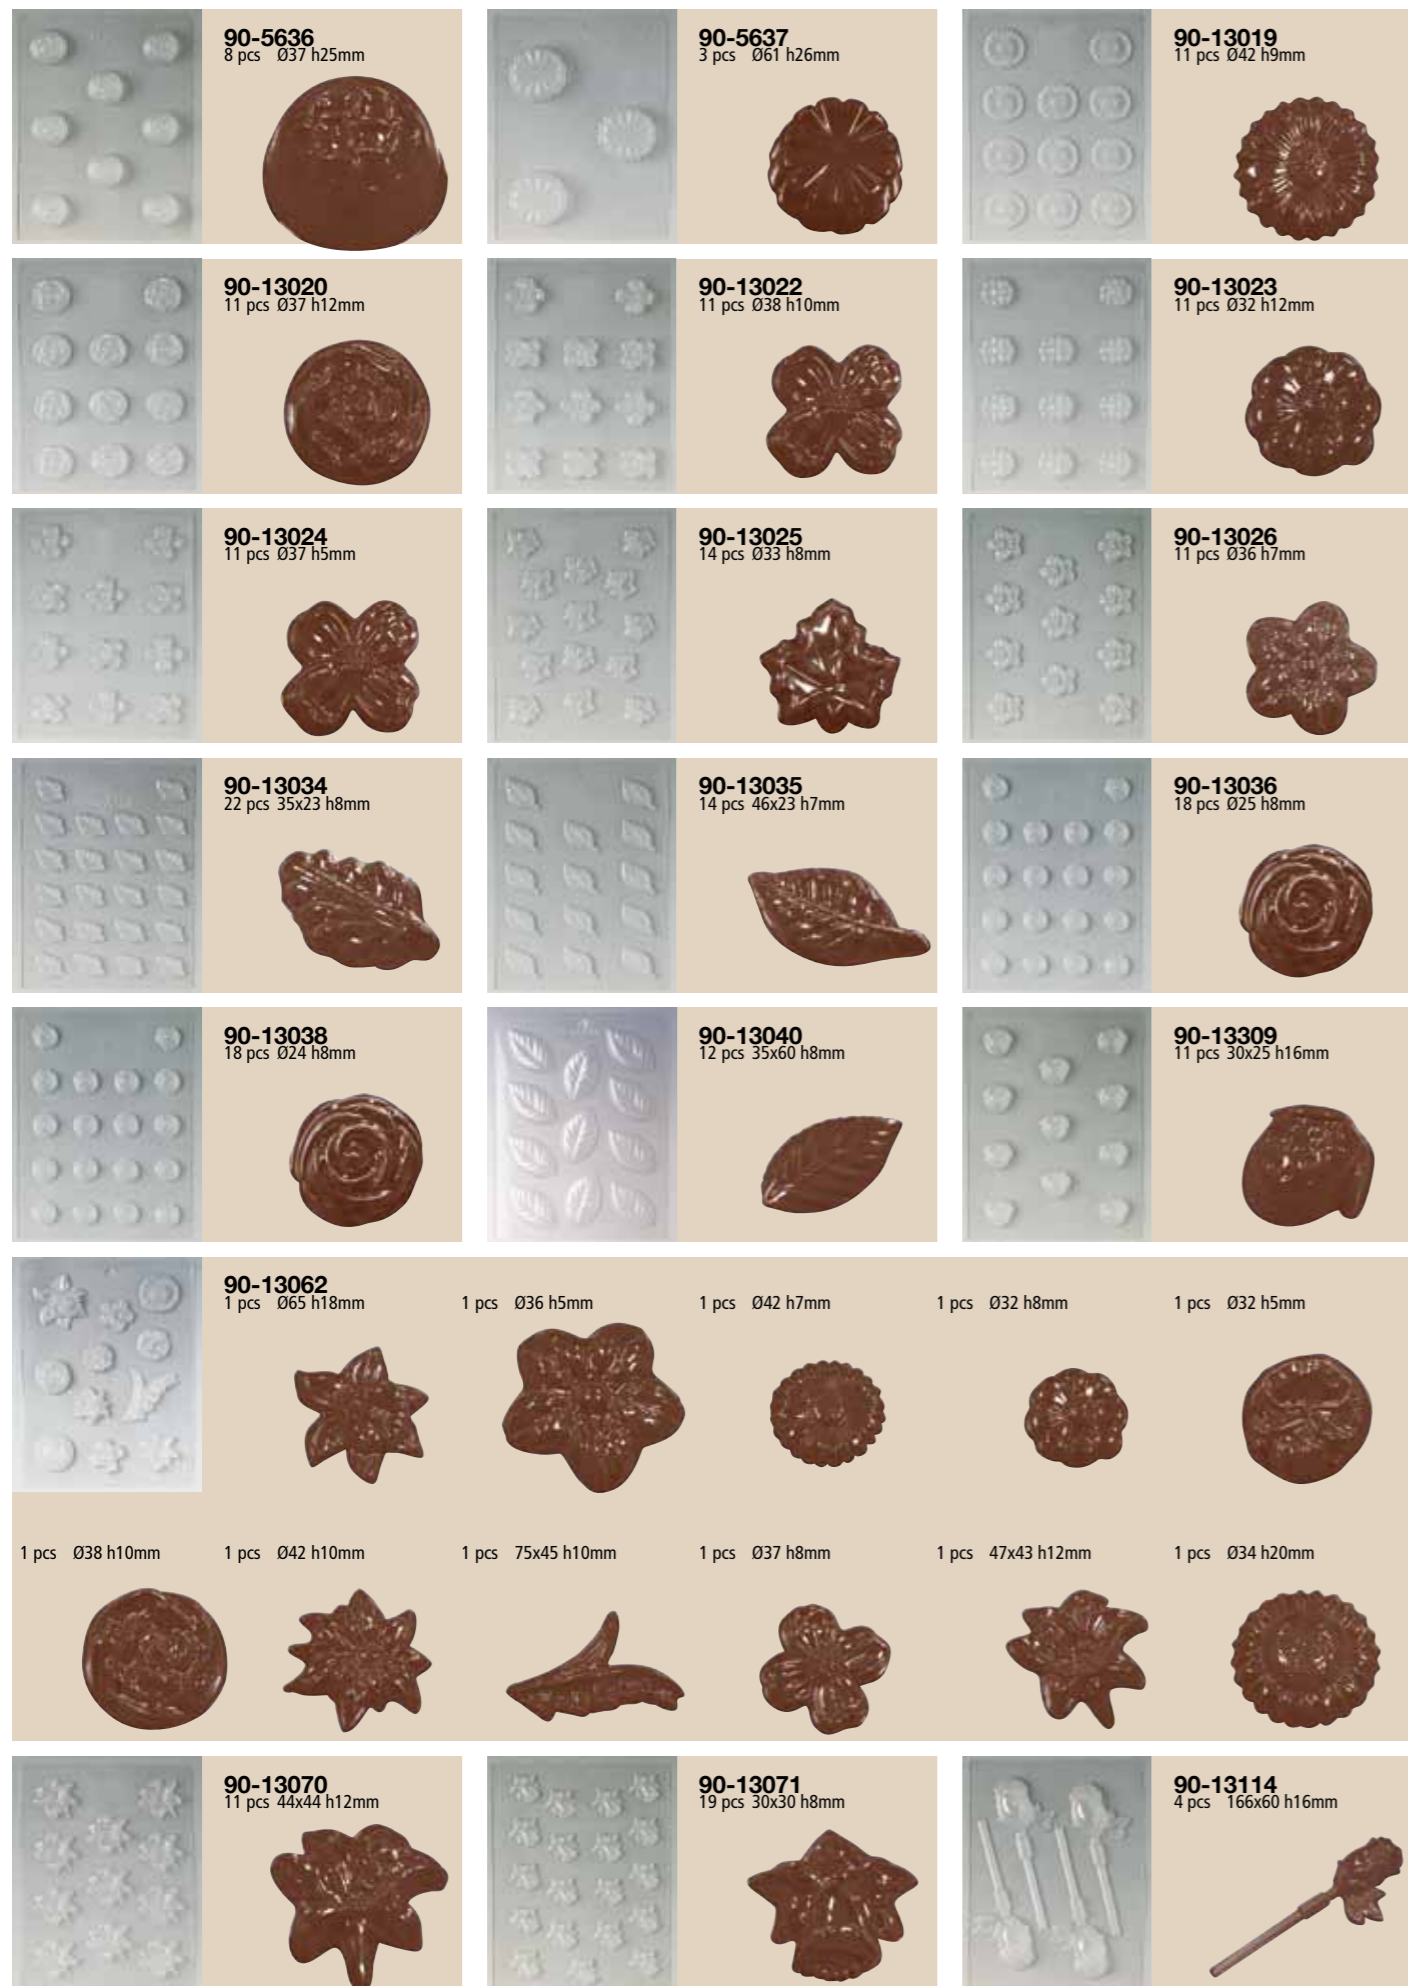 90-5636
8 pcs Ø37 h25mm
90-5637
3 pcs Ø61 h26mm
90-13019
11 pcs Ø42 h9mm
90-13020
11 pcs Ø37 h12mm
90-13022
11 pcs Ø38 h10mm
90-13023
11 pcs Ø32 h12mm
90-13024
11 pcs Ø37 h5mm
90-13025
14 pcs Ø33 h8mm
90-13026
11 pcs Ø36 h7mm
90-13034
22 pcs 35x23 h8mm
90-13035
14 pcs 46x23 h7mm
90-13036
18 pcs Ø25 h8mm
90-13038
18 pcs Ø24 h8mm
90-13040
12 pcs 35x60 h8mm
90-13309
11 pcs 30x25 h16mm
90-13062
1 pcs Ø65 h18mm
1 pcs Ø36 h5mm
1 pcs Ø42 h7mm
1 pcs Ø32 h8mm
1 pcs Ø32 h5mm
1 pcs Ø38 h10mm
1 pcs Ø42 h10mm
1 pcs 75x45 h10mm
1 pcs Ø37 h8mm
1 pcs 47x43 h12mm
1 pcs Ø34 h20mm
90-13070
11 pcs 44x44 h12mm
90-13071
19 pcs 30x30 h8mm
90-13114
4 pcs 166x60 h16mm